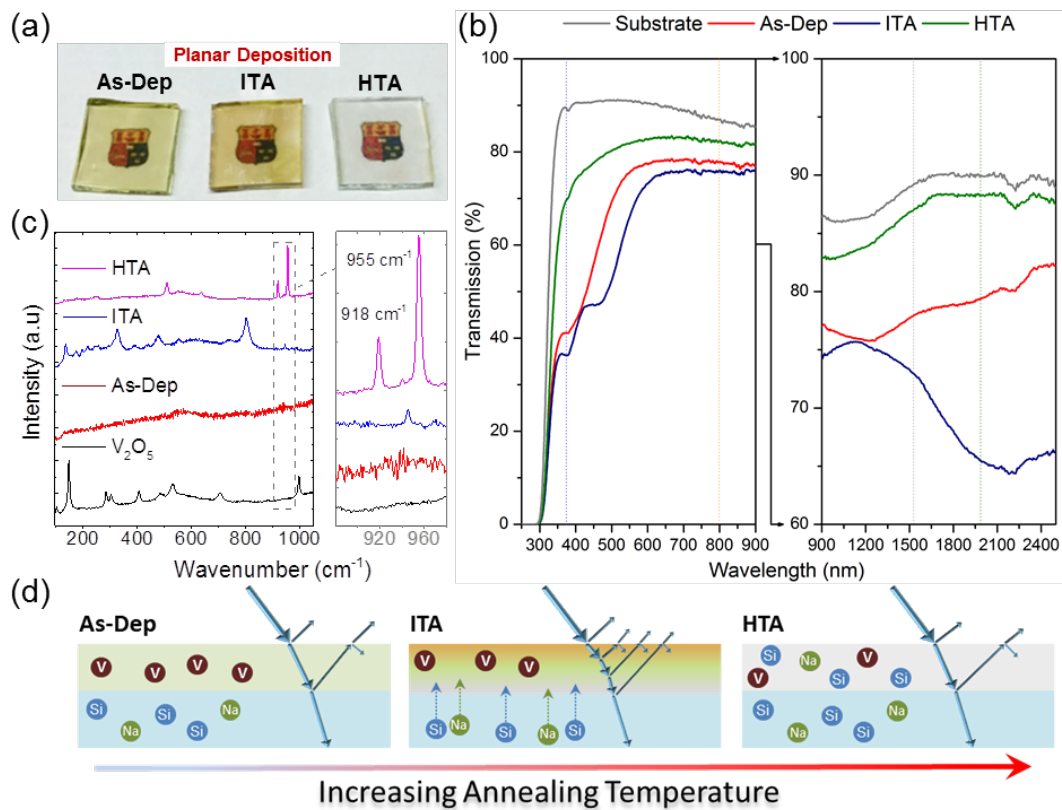 (a)
Planar Deposition
As-Dep ITA HTA
(b)
Substrate As-Dep ITA HTA
100
80
60
40
20
0
Transmission (%)
300 400 500 600 700 800 900
100
90
80
70
60
900 1200 1500 1800 2100 2400
Wavelength (nm)
(c)
HTA
ITA
As-Dep
V₂O₅
955 cm⁻¹
918 cm⁻¹
Intensity (a.u)
200 400 600 800 1000
920 960
Wavenumber (cm⁻¹)
(d)
As-Dep
V V V V
Si Si Na
Na Si
ITA
V V V
Si Na Si Na Si
HTA
Si Na V
V Si Si
Si Si Na
Na Si
Increasing Annealing Temperature